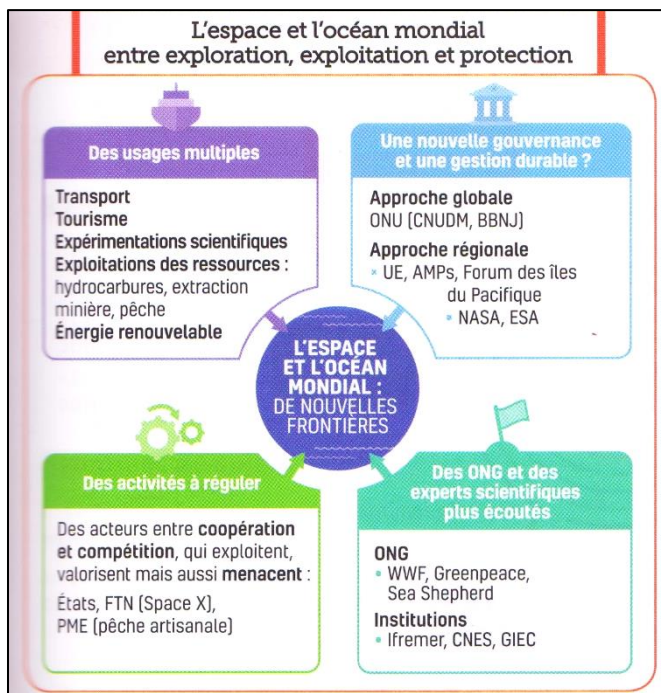 L'espace et l'océan mondial
entre exploration, exploitation et protection
Des usages multiples
Transport
Tourisme
Expérimentations scientifiques
Exploitations des ressources :
hydrocarbures, extraction
minière, pêche
Énergie renouvelable
Une nouvelle gouvernance
et une gestion durable ?
Approche globale
ONU (CNUDM, BBNJ)
Approche régionale
• UE, AMPs, Forum des îles
du Pacifique
• NASA, ESA
L'ESPACE
ET L'OCÉAN
MONDIAL :
DE NOUVELLES
FRONTIÈRES
Des activités à réguler
Des acteurs entre coopération
et compétition, qui exploitent,
valorisent mais aussi menacent :
États, FTN (Space X),
PME (pêche artisanale)
Des ONG et des
experts scientifiques
plus écoutés
ONG
• WWF, Greenpeace,
Sea Shepherd
Institutions
• Ifremer, CNES, GIEC